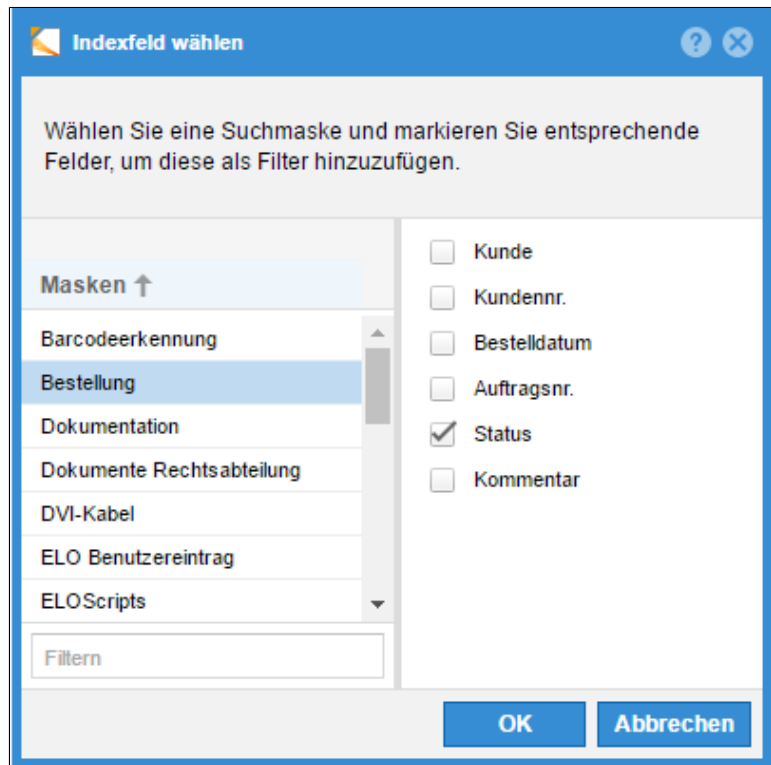 Indexfeld wählen
Wählen Sie eine Suchmaske und markieren Sie entsprechende
Felder, um diese als Filter hinzuzufügen.
Masken
Barcodeerkennung
Bestellung
Dokumentation
Dokumente Rechtsabteilung
DVI-Kabel
ELO Benutzereintrag
ELOScripts
Filtern
Kunde
Kundennr.
Bestelldatum
Auftragsnr.
Status
Kommentar
OK
Abbrechen